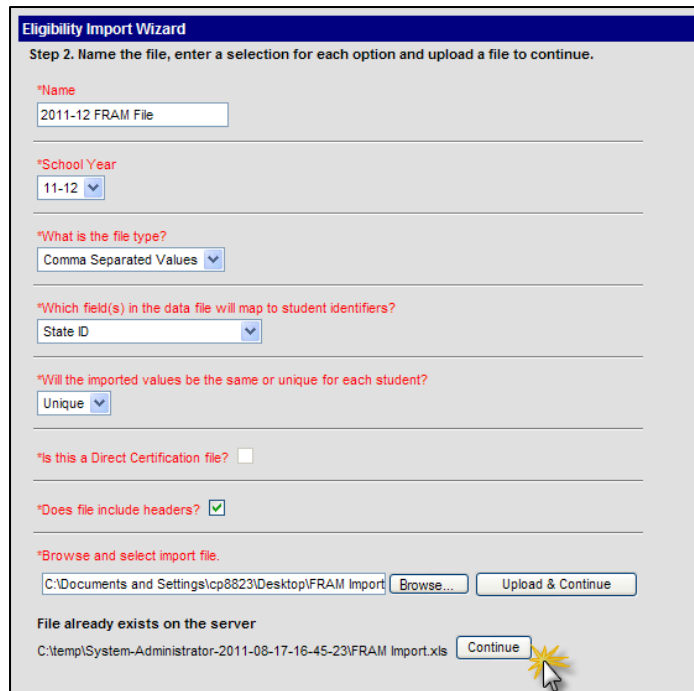 Eligibility Import Wizard
Step 2. Name the file, enter a selection for each option and upload a file to continue.
*Name
2011-12 FRAM File
*School Year
11-12
*What is the file type?
Comma Separated Values
*Which field(s) in the data file will map to student identifiers?
State ID
*Will the imported values be the same or unique for each student?
Unique
*Is this a Direct Certification file?
*Does file include headers?
*Browse and select import file.
C:\Documents and Settings\cp8823\Desktop\FRAM Import Browse... Upload & Continue
File already exists on the server
C:\temp\System-Administrator-2011-08-17-16-45-23\FRAM Import.xls Continue